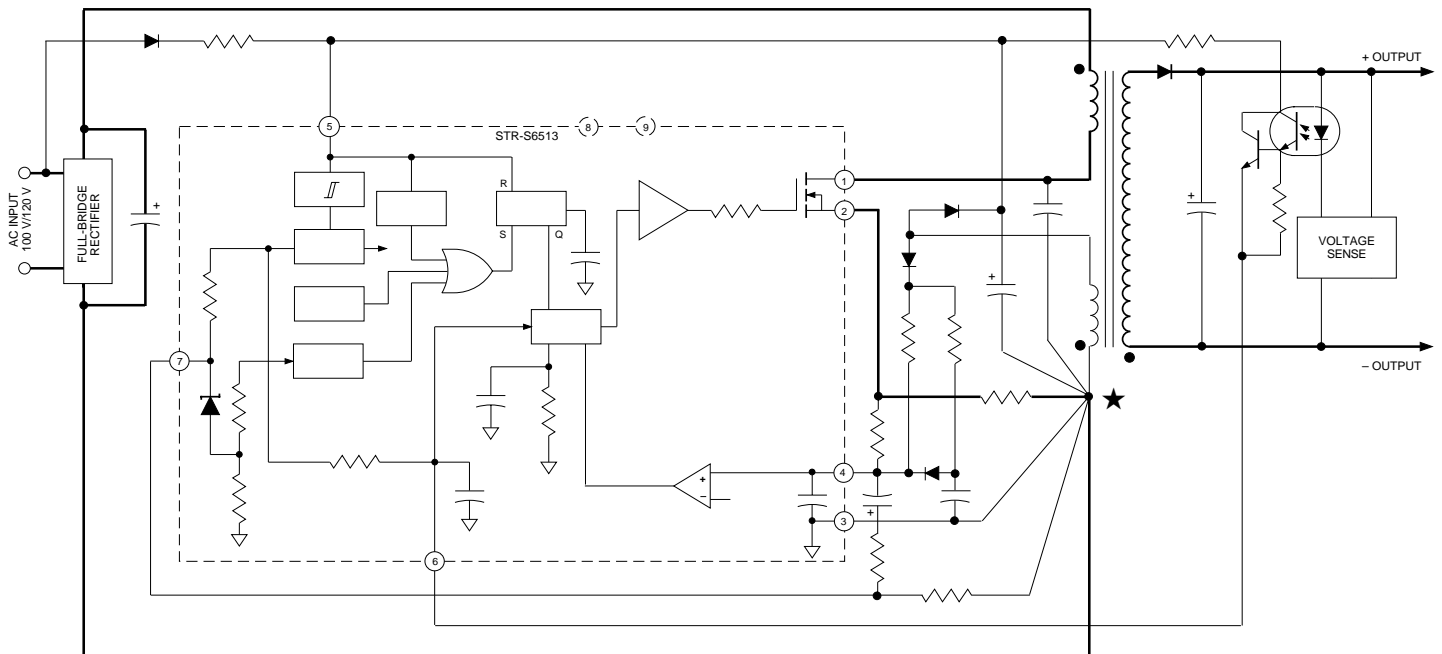 + OUTPUT
5
STR-S6513
8
9
R
S
Q
1
2
AC INPUT
100 V/120 V
FULL-BRIDGE
RECTIFIER
+
+
+
VOLTAGE
SENSE
7
– OUTPUT
★
4
+
–
3
+
6